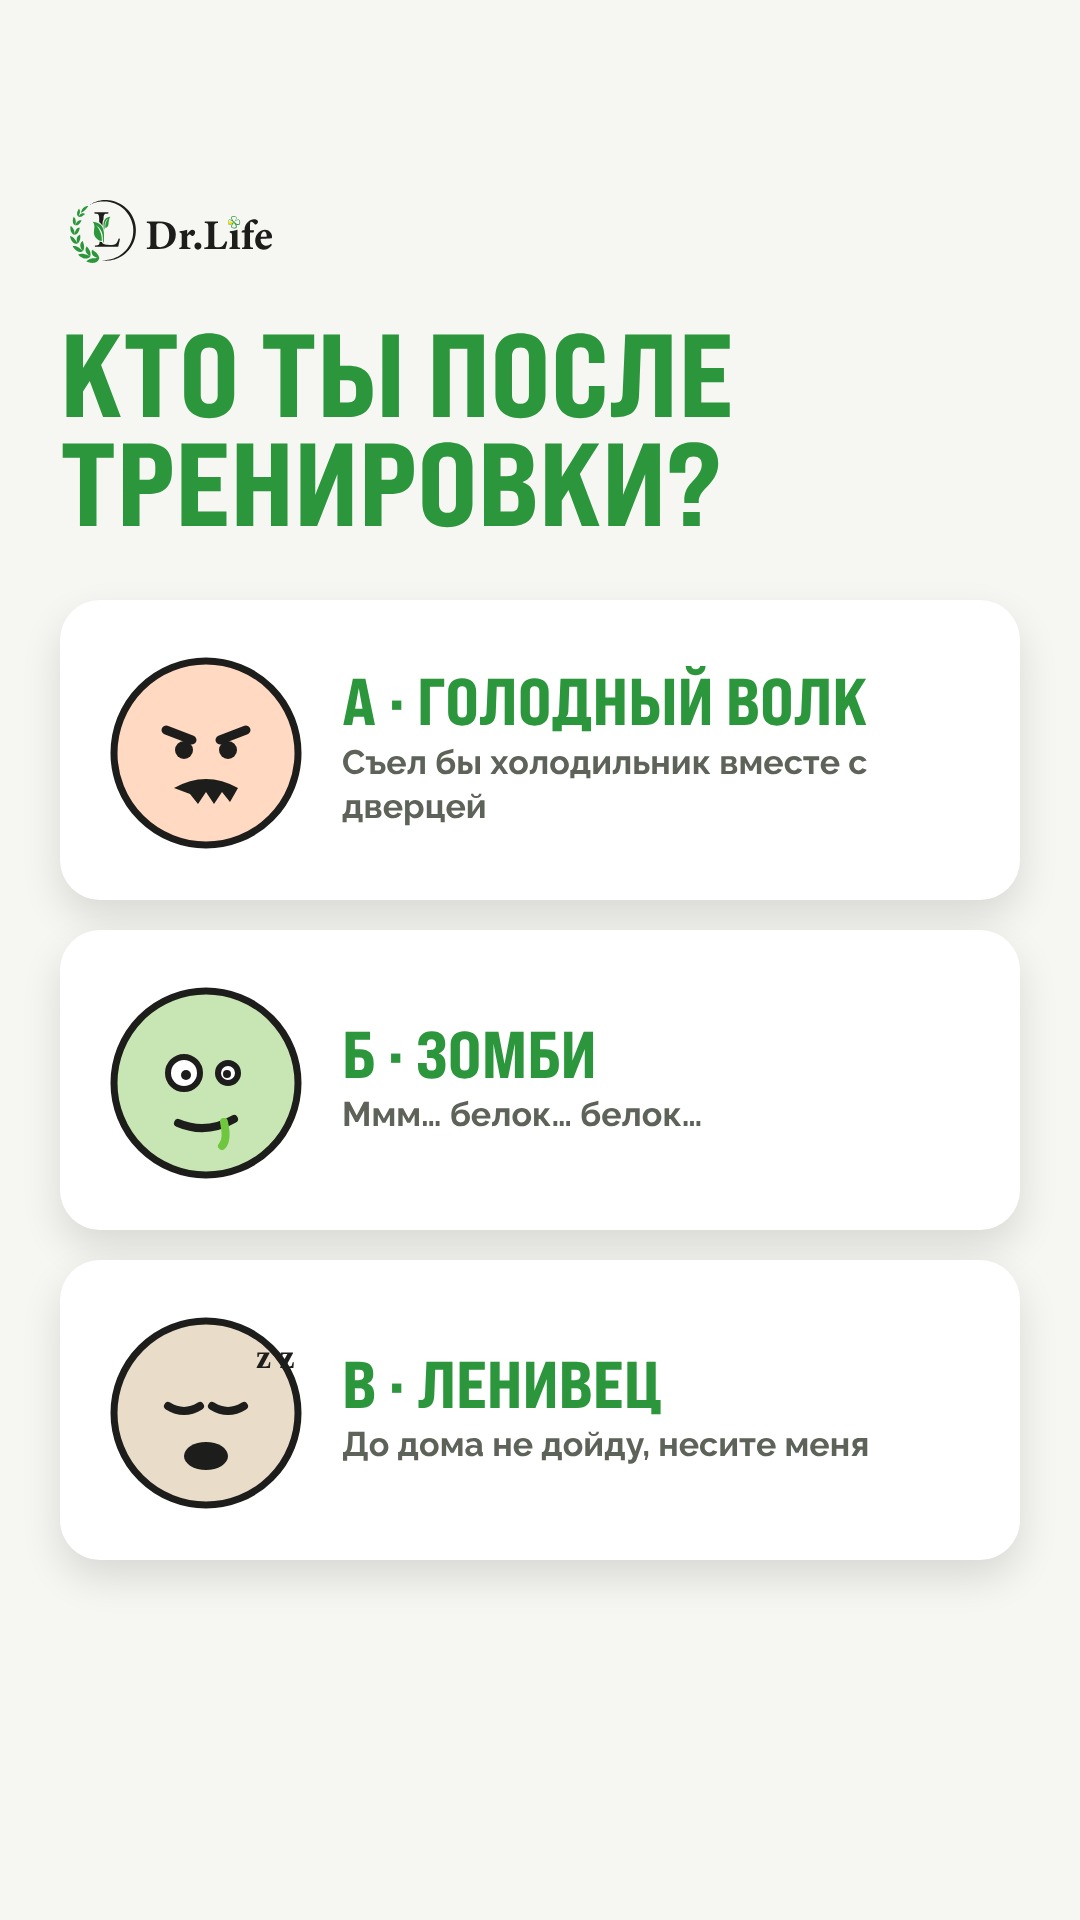 L
Dr.Life
КТО ТЫ ПОСЛЕ
ТРЕНИРОВКИ?
А · ГОЛОДНЫЙ ВОЛК
Съел бы холодильник вместе с
дверцей
Б · ЗОМБИ
Ммм... белок... белок...
z z
В · ЛЕНИВЕЦ
До дома не дойду, несите меня